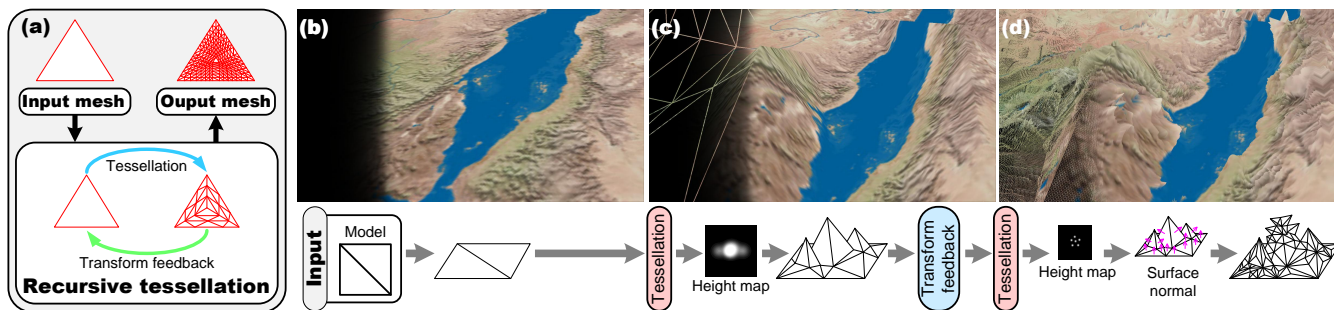 (a)
Input mesh
Ouput mesh
Tessellation
Transform feedback
Recursive tessellation
(b)
(c)
(d)
Input
Model
Tessellation
Height map
Transform
feedback
Tessellation
Height map
Surface
normal